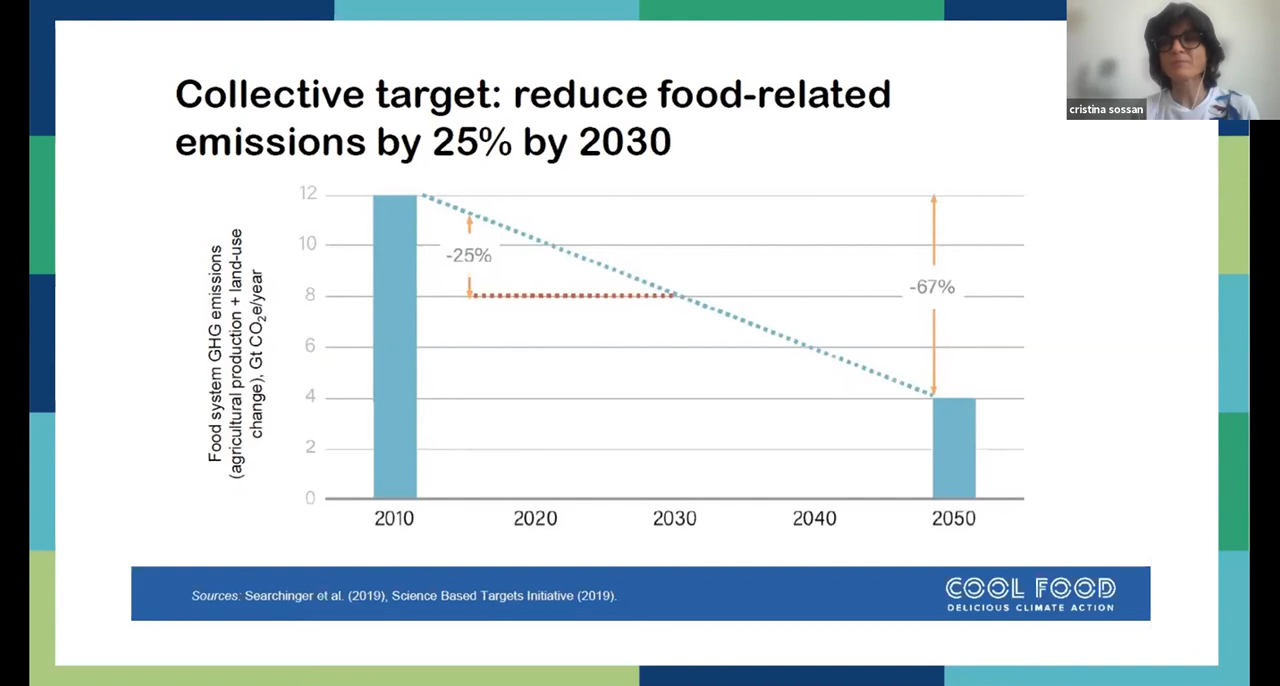 Collective target: reduce food-related
emissions by 25% by 2030
cristina sossan
Food system GHG emissions
(agricultural production + land-use
change), Gt CO₂e/year
12
10
8
6
4
2
0
-25%
-67%
2010
2020
2030
2040
2050
Sources: Searchinger et al. (2019), Science Based Targets Initiative (2019).
COOL FOOD
DELICIOUS CLIMATE ACTION